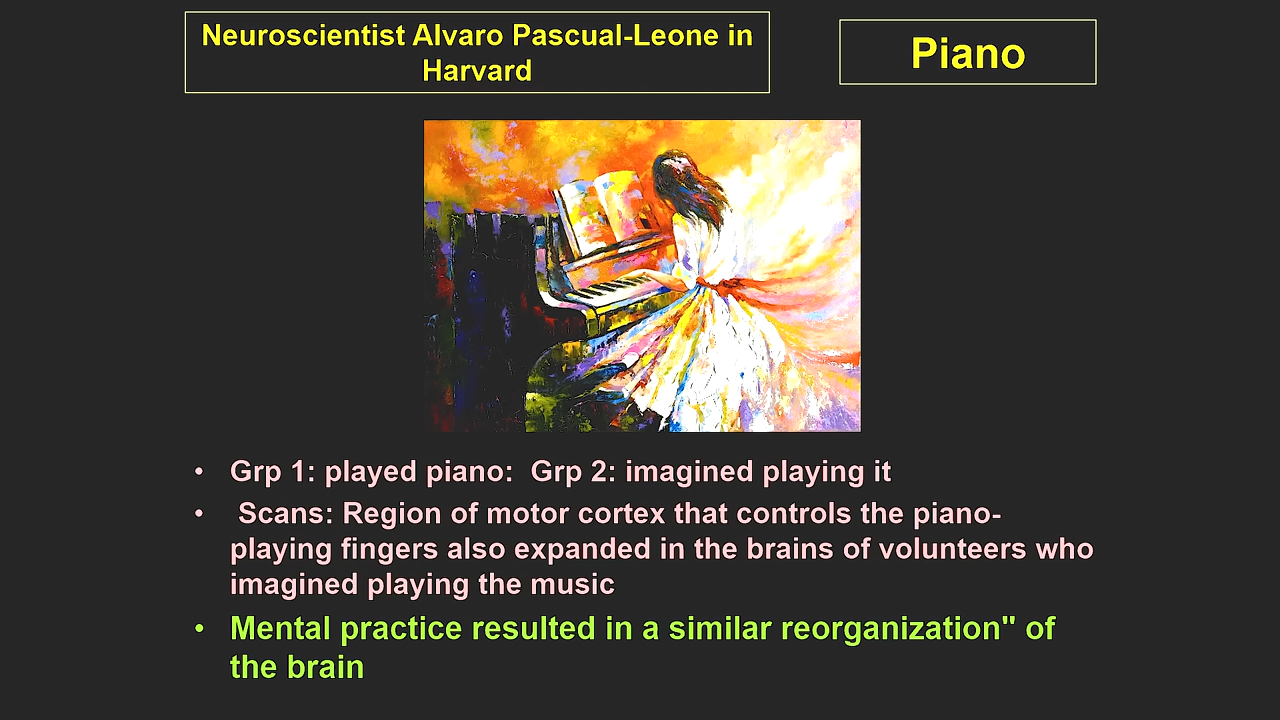 Neuroscientist Alvaro Pascual-Leone in
Harvard
Piano
• Grp 1: played piano:  Grp 2: imagined playing it
•  Scans: Region of motor cortex that controls the piano-
playing fingers also expanded in the brains of volunteers who
imagined playing the music
• Mental practice resulted in a similar reorganization" of
the brain